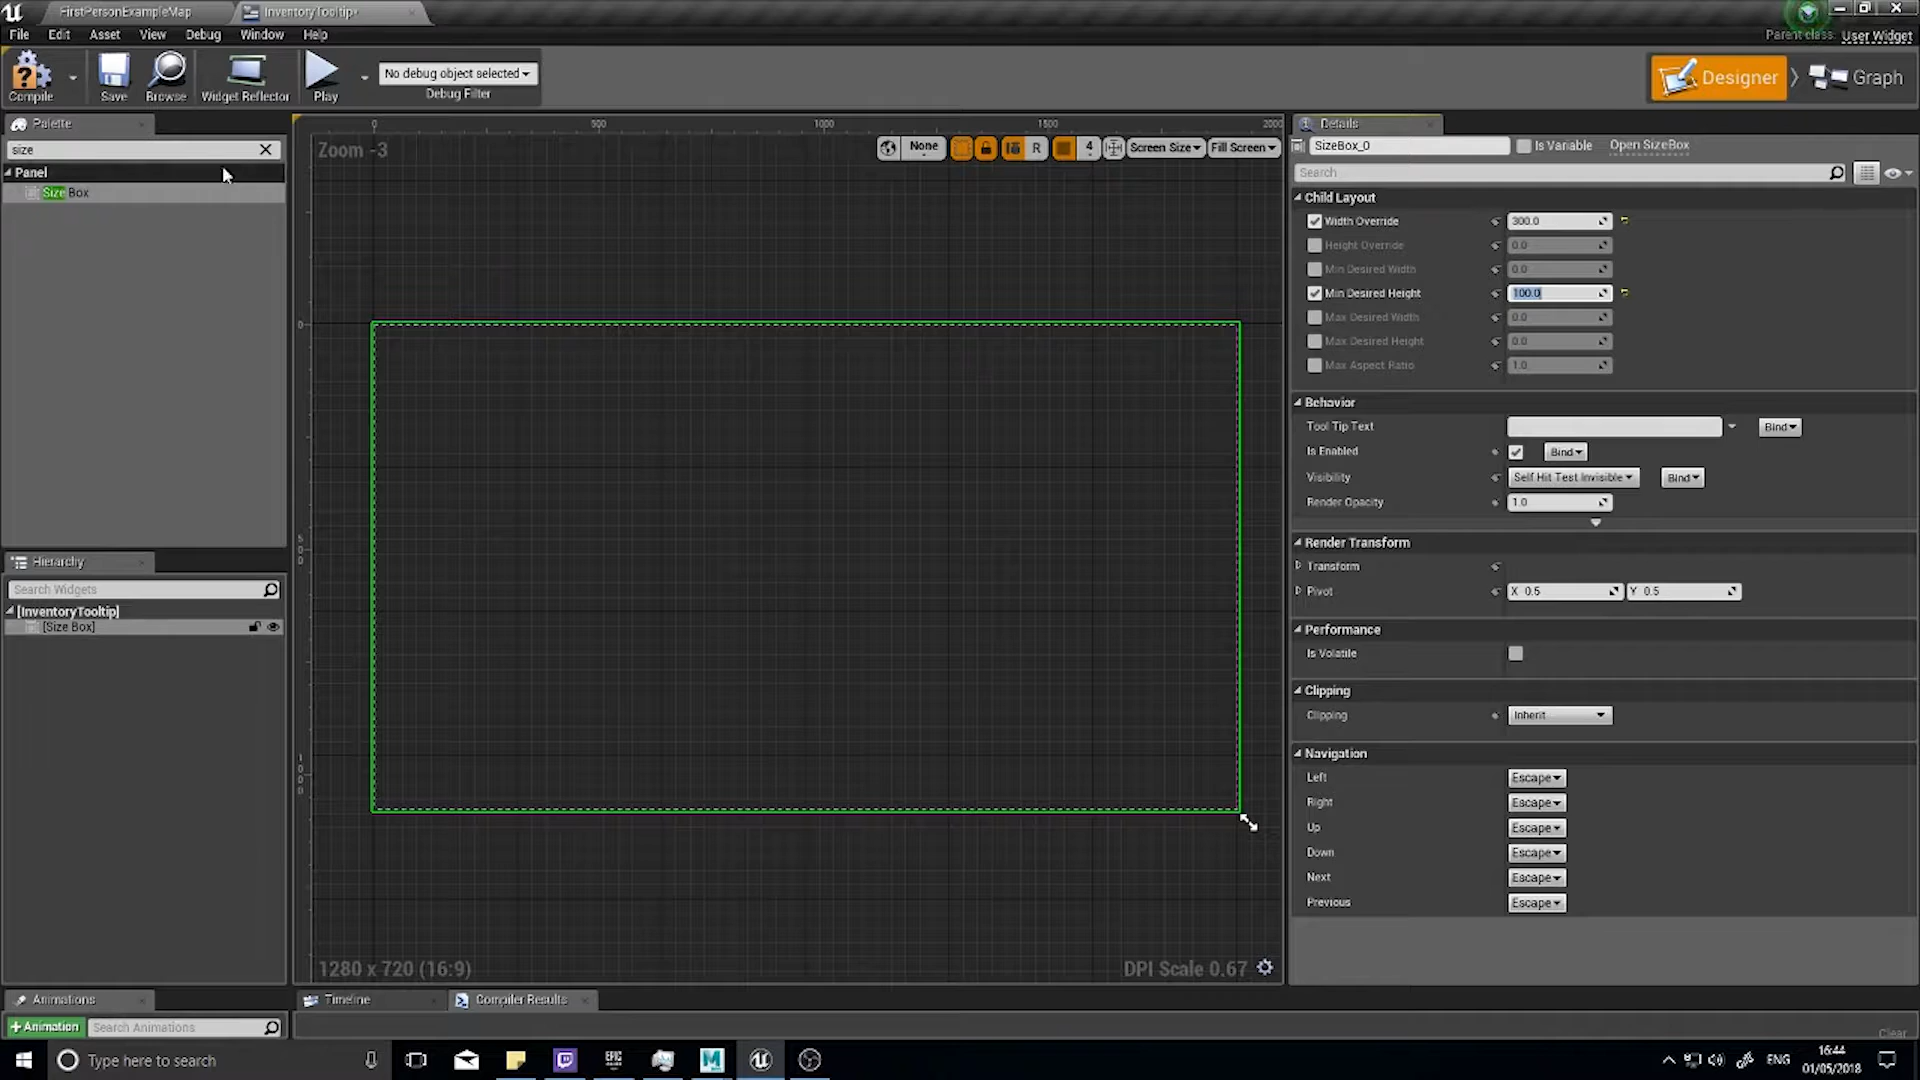 FirstPersonExampleMap
InventoryTooltip*
File Edit Asset View Debug Window Help
Parent class: User Widget
Compile
Save
Browse
Widget Reflector
Play
No debug object selected
Debug Filter
Designer
Graph
Palette
size
Panel
Size Box
Hierarchy
Search Widgets
[InventoryTooltip]
[Size Box]
Animations
+Animation
Search Animations
0 500 1000 1500 2000
Zoom -3
None
R
4
Screen Size
Fill Screen
0
500
1000
1280 x 720 (16:9)
DPI Scale 0.67
Timeline
Compiler Results
Clear
Details
SizeBox_0
Is Variable
Open SizeBox
Search
Child Layout
Width Override 300.0
Height Override 0.0
Min Desired Width 0.0
Min Desired Height 100.0
Max Desired Width 0.0
Max Desired Height 0.0
Max Aspect Ratio 1.0
Behavior
Tool Tip Text Bind
Is Enabled Bind
Visibility Self Hit Test Invisible Bind
Render Opacity 1.0
Render Transform
Transform
Pivot X 0.5 Y 0.5
Performance
Is Volatile
Clipping
Clipping Inherit
Navigation
Left Escape
Right Escape
Up Escape
Down Escape
Next Escape
Previous Escape
Type here to search
EPIC
M
ENG
16:44
01/05/2018